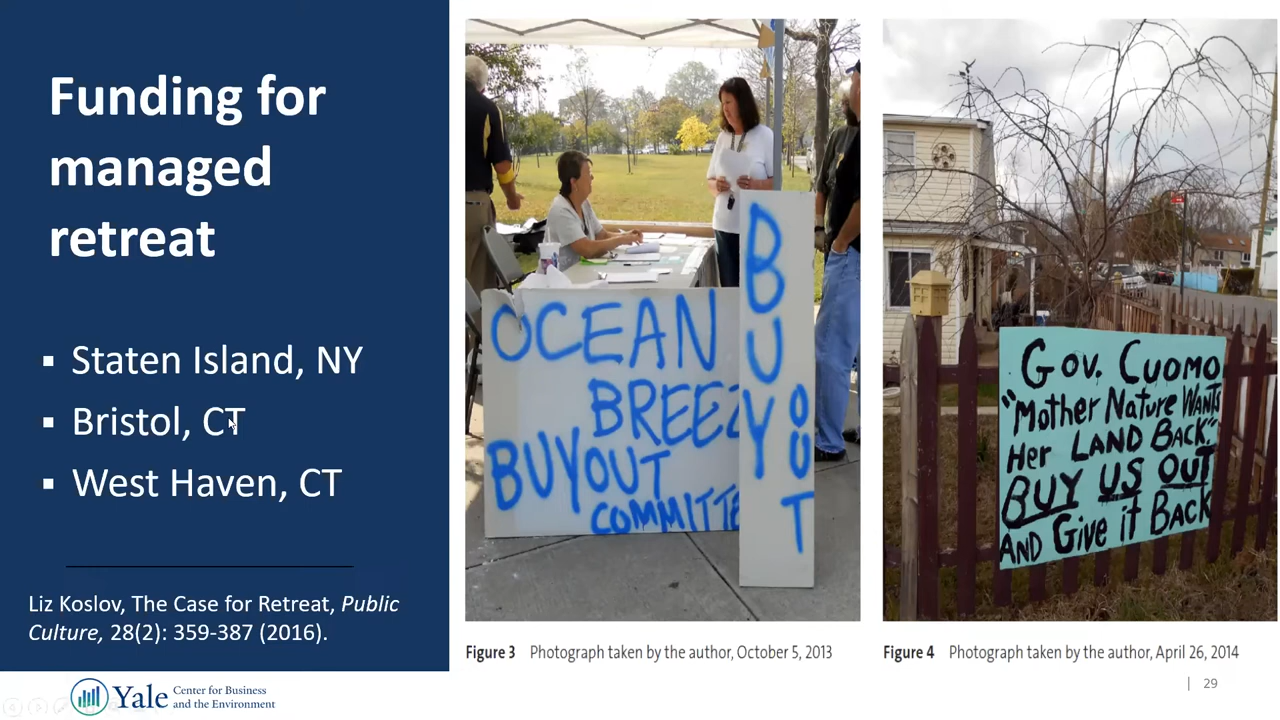 Funding for
managed
retreat
▪ Staten Island, NY
▪ Bristol, CT
▪ West Haven, CT
Liz Koslov, The Case for Retreat, Public
Culture, 28(2): 359-387 (2016).
OCEAN
BREEZ
BUYOUT
COMMITTE
BUY
OUT
Gov. Cuomo
"Mother Nature Wants
Her LAND BACK."
BUY US OUT
AND Give it BACK
Figure 3 Photograph taken by the author, October 5, 2013
Figure 4 Photograph taken by the author, April 26, 2014
Yale Center for Business
and the Environment
| 29